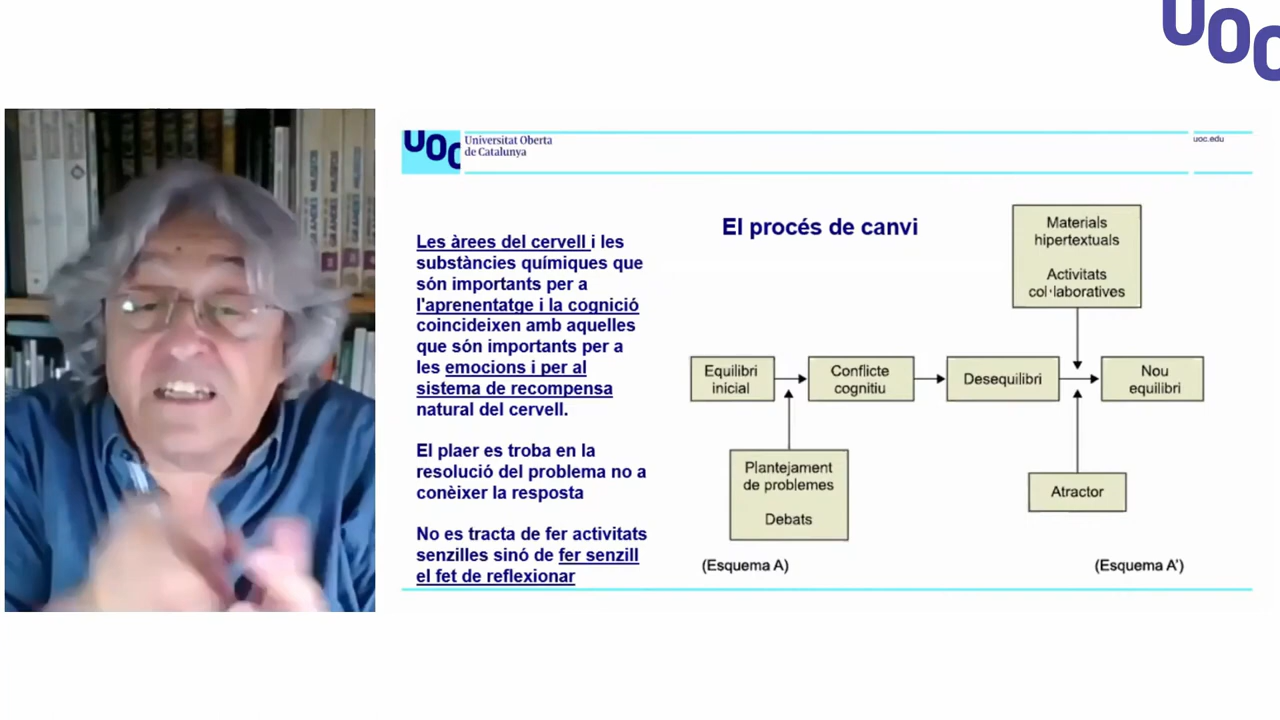 UOC
UOC
Universitat Oberta
de Catalunya
uoc.edu
El procés de canvi
Les àrees del cervell i les
substàncies químiques que
són importants per a
l'aprenentatge i la cognició
coincideixen amb aquelles
que són importants per a
les emocions i per al
sistema de recompensa
natural del cervell.
El plaer es troba en la
resolució del problema no a
conèixer la resposta
No es tracta de fer activitats
senzilles sinó de fer senzill
el fet de reflexionar
Materials
hipertextuals
Activitats
col·laboratives
Equilibri
inicial
Conflicte
cognitiu
Desequilibri
Nou
equilibri
Plantejament
de problemes
Debats
Atractor
(Esquema A)
(Esquema A')